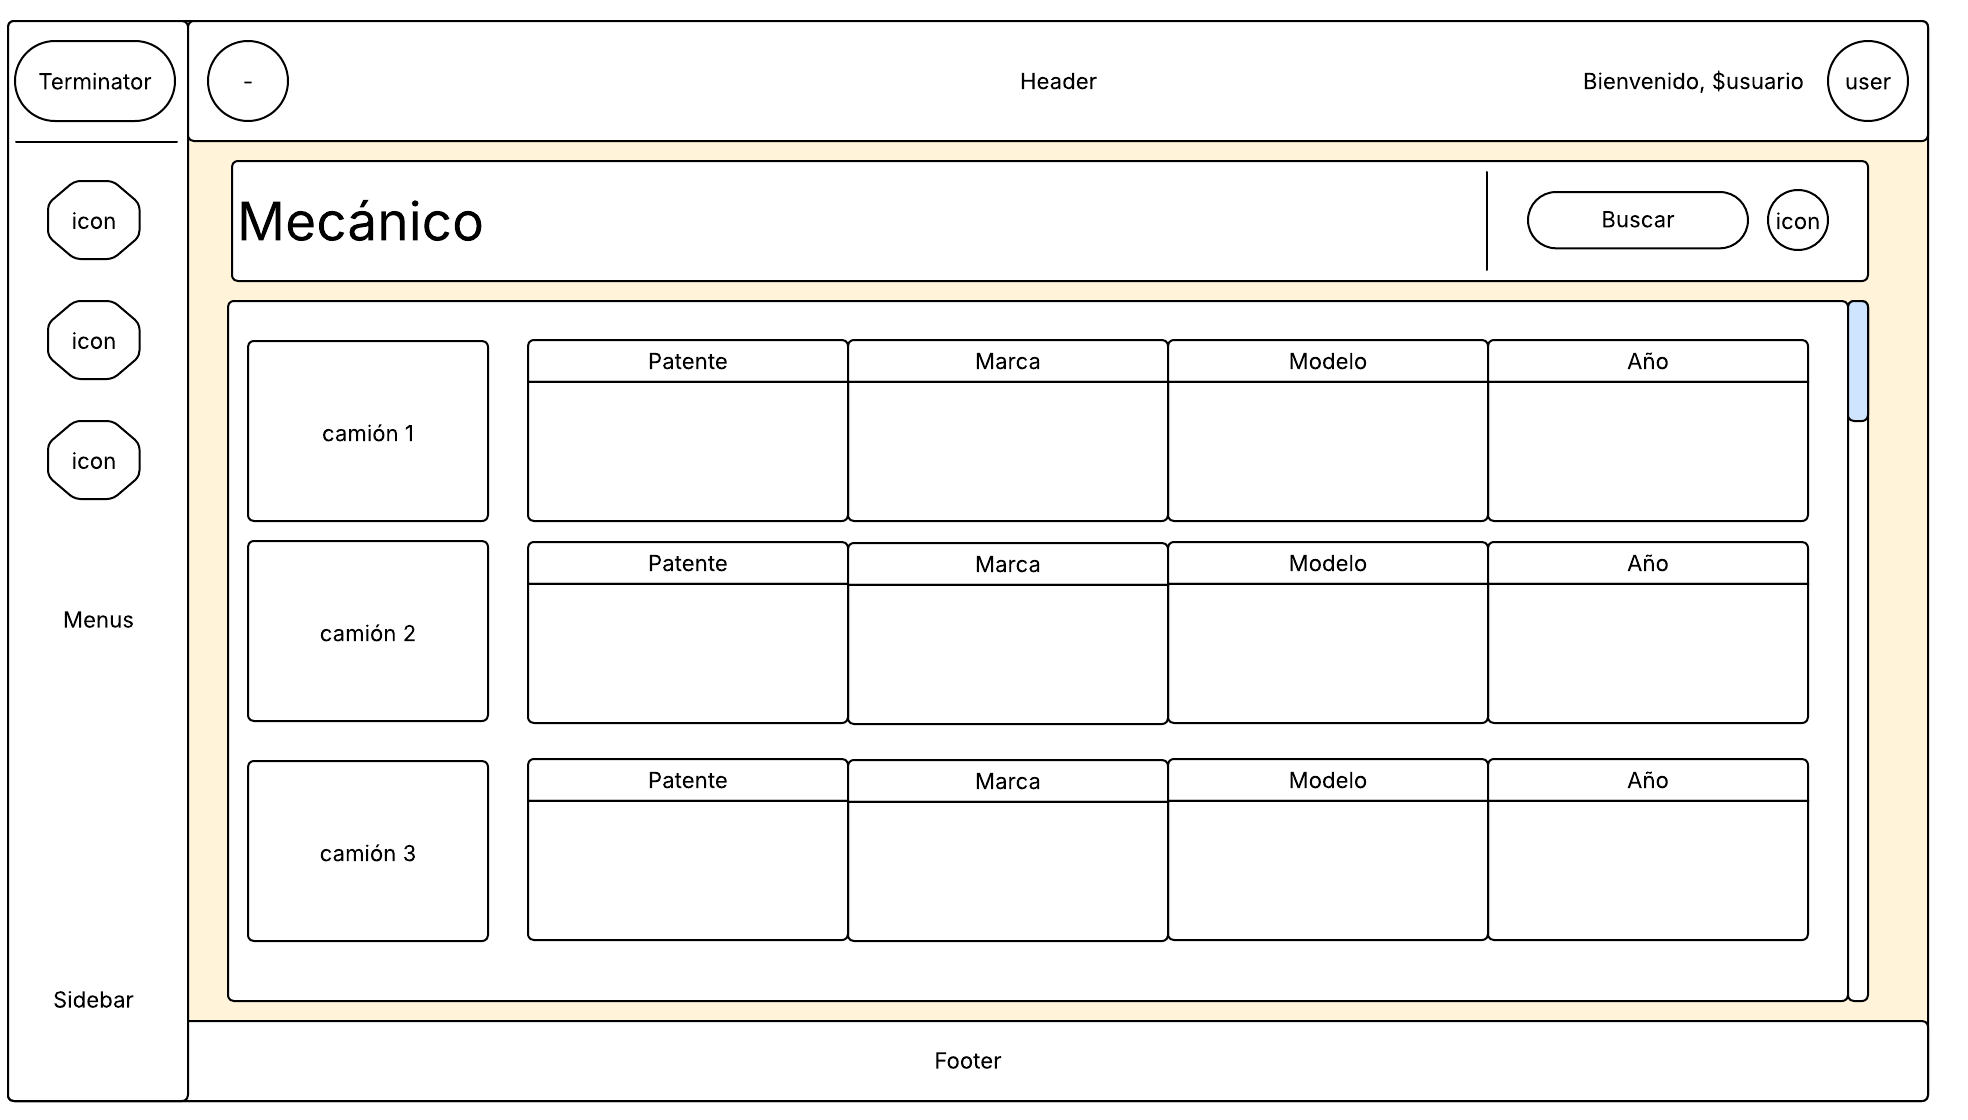 Terminator
-
Header
Bienvenido, $usuario
user
icon
icon
icon
Menus
Sidebar
Mecánico
Buscar
icon
camión 1
Patente
Marca
Modelo
Año
camión 2
Patente
Marca
Modelo
Año
camión 3
Patente
Marca
Modelo
Año
Footer